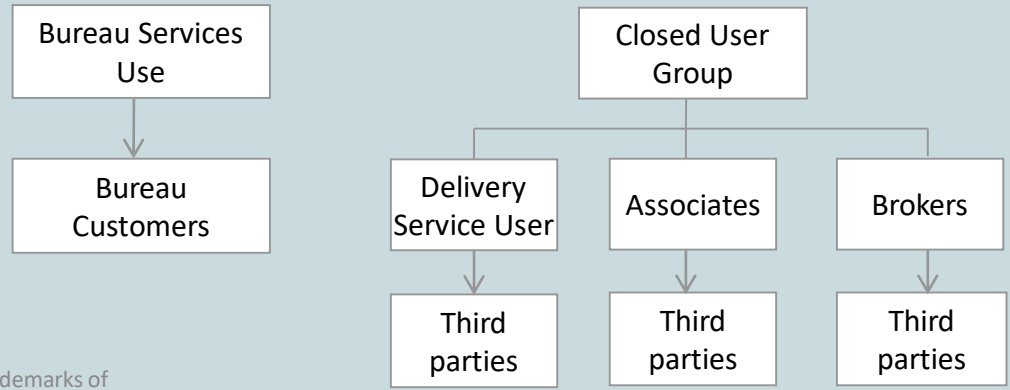 Bureau Services
Use
Bureau
Customers
Closed User
Group
Delivery
Service User
Associates
Brokers
Third
parties
Third
parties
Third
parties
demarks of